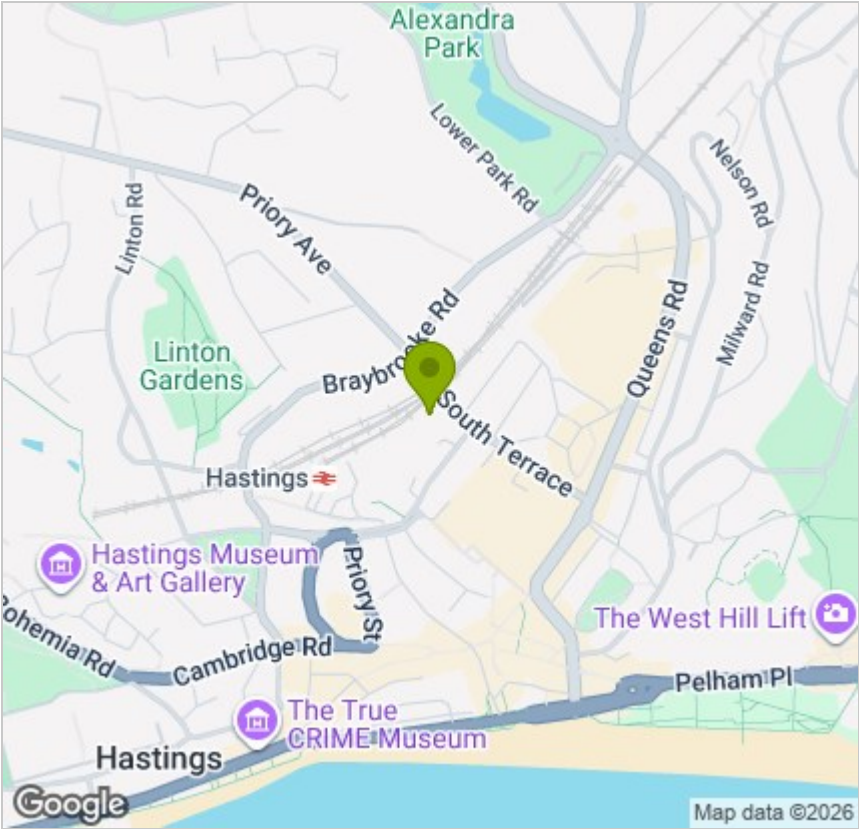 Alexandra
Park
Lower Park Rd
Nelson Rd
Linton Rd
Priory Ave
Milward Rd
Queens Rd
Braybrooke Rd
Linton
Gardens
South Terrace
Hastings
Hastings Museum
& Art Gallery
Priory St
The West Hill Lift
Bohemia Rd
Cambridge Rd
Pelham Pl
The True
CRIME Museum
Hastings
Google
Map data ©2026